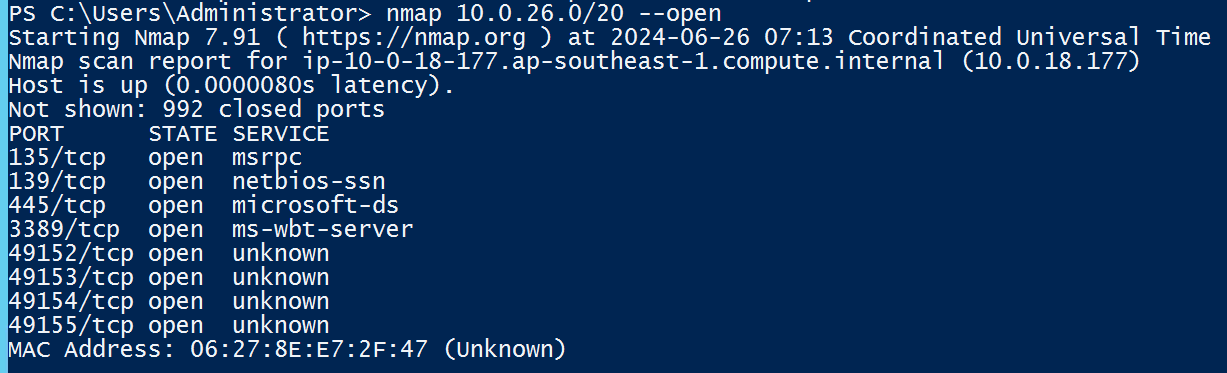 PS C:\Users\Administrator> nmap 10.0.26.0/20 --open
Starting Nmap 7.91 ( https://nmap.org ) at 2024-06-26 07:13 Coordinated Universal Time
Nmap scan report for ip-10-0-18-177.ap-southeast-1.compute.internal (10.0.18.177)
Host is up (0.0000080s latency).
Not shown: 992 closed ports
PORT      STATE SERVICE
135/tcp   open  msrpc
139/tcp   open  netbios-ssn
445/tcp   open  microsoft-ds
3389/tcp  open  ms-wbt-server
49152/tcp open  unknown
49153/tcp open  unknown
49154/tcp open  unknown
49155/tcp open  unknown
MAC Address: 06:27:8E:E7:2F:47 (Unknown)